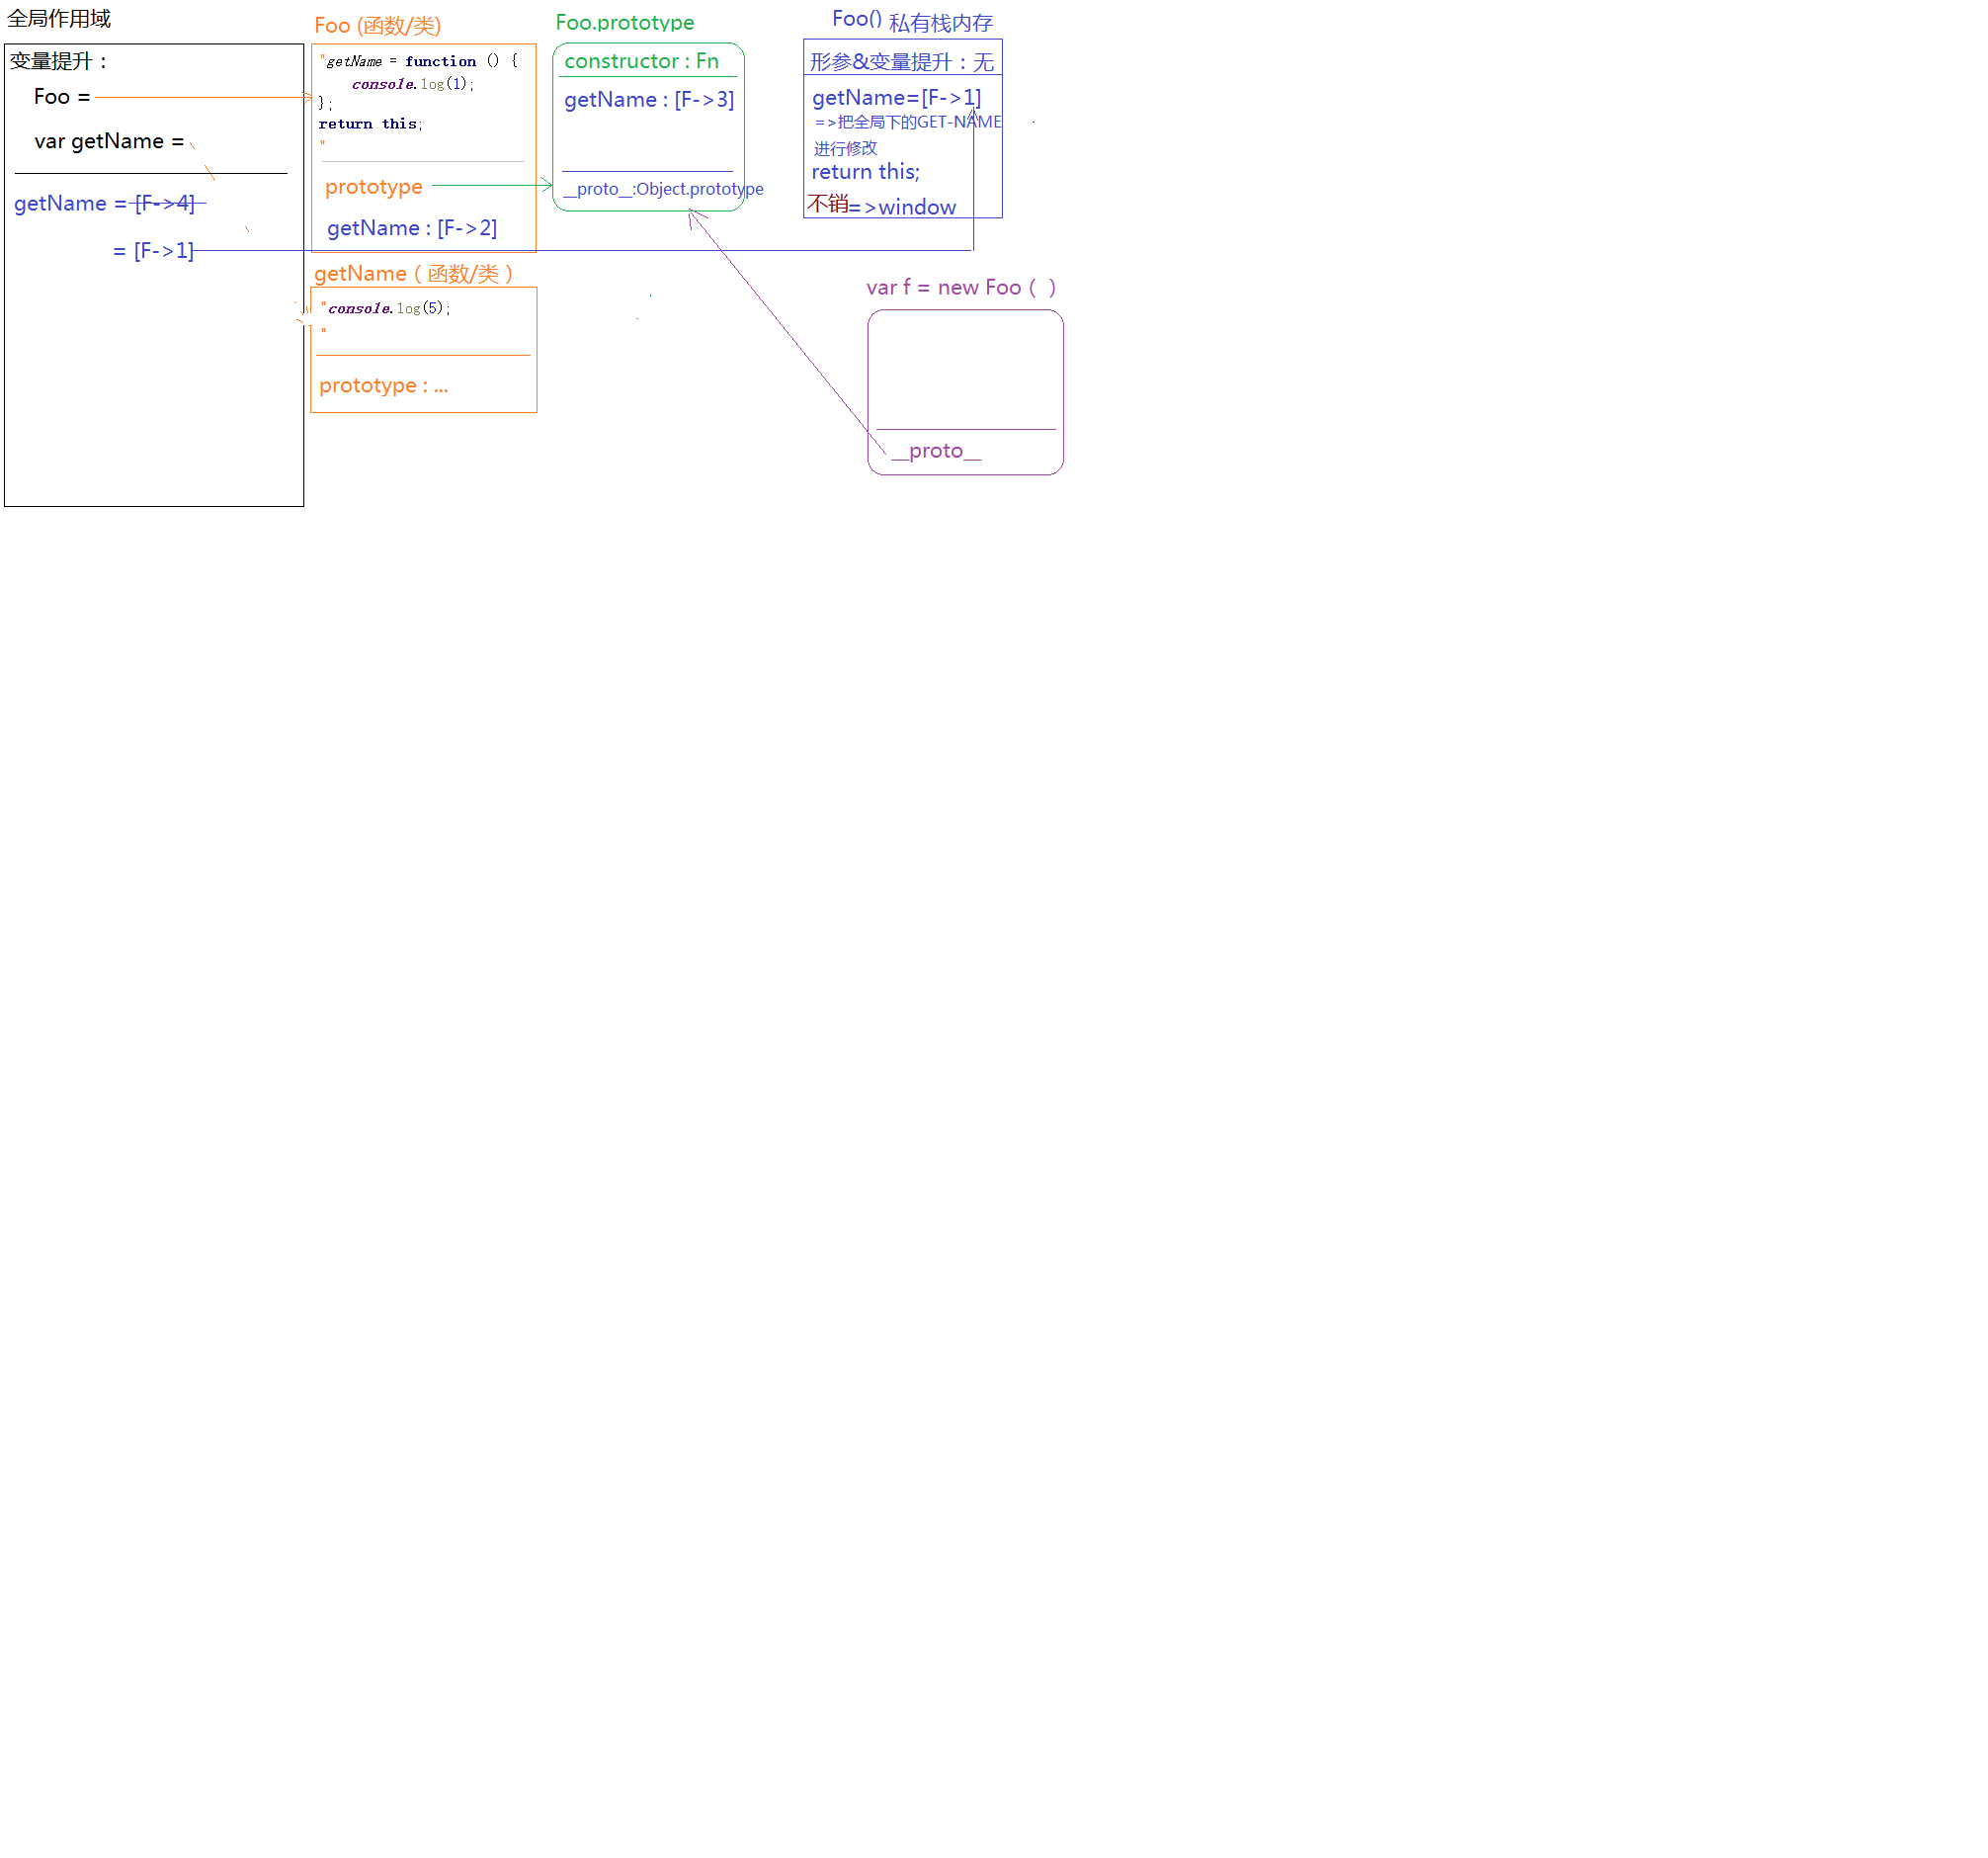 全局作用域
变量提升：
Foo =
var getName =
getName = [F->4]
= [F->1]
Foo (函数/类)
"getName = function () {
console.log(1);
};
return this;
"
prototype
getName : [F->2]
getName ( 函数/类 )
"console.log(5);
"
prototype : ...
Foo.prototype
constructor : Fn
getName : [F->3]
__proto__:Object.prototype
Foo() 私有栈内存
形参&变量提升：无
getName=[F->1]
=>把全局下的GET-NAME
进行修改
return this;
不销=>window
var f = new Foo ( )
__proto__